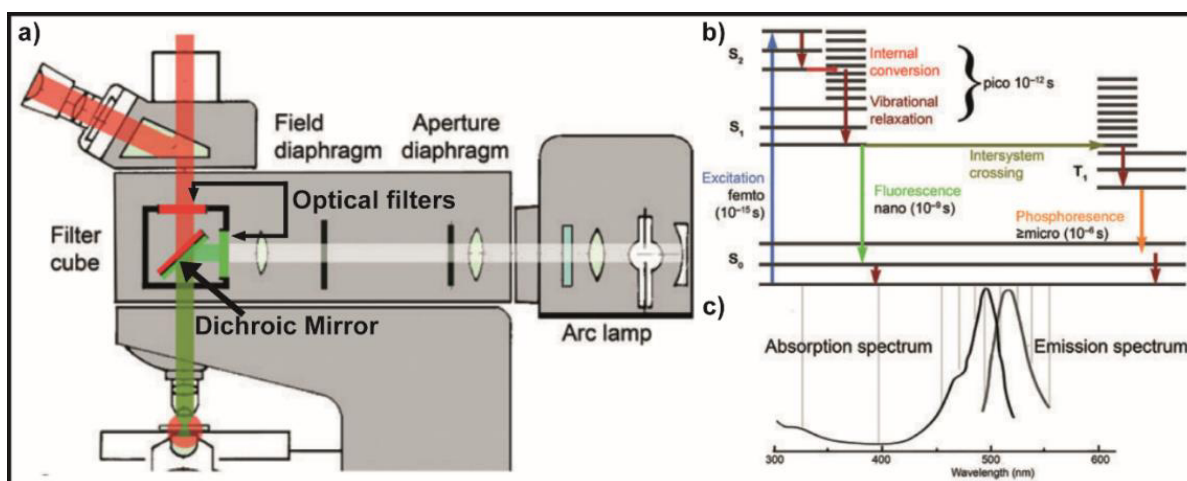 a)
Field
diaphragm
Aperture
diaphragm
Optical filters
Filter
cube
Dichroic Mirror
Arc lamp
b)
S₂
Internal
conversion
pico 10⁻¹² s
Vibrational
relaxation
S₁
Intersystem
crossing
T₁
Excitation
femto
(10⁻¹⁵ s)
Fluorescence
nano (10⁻⁹ s)
Phosphoresence
≥micro (10⁻⁶ s)
S₀
c)
Absorption spectrum
Emission spectrum
300
400
500
600
Wavelength (nm)